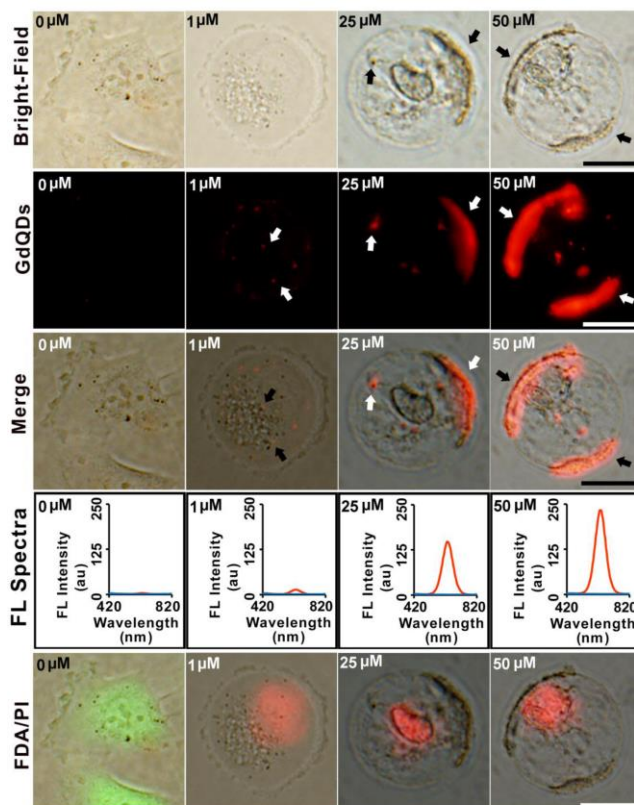 Bright-Field
0 μM
1 μM
25 μM
50 μM
GdQDs
0 μM
1 μM
25 μM
50 μM
Merge
0 μM
1 μM
25 μM
50 μM
FL Spectra
0 μM
250
125
0
FL Intensity
(au)
420 820
Wavelength
(nm)
1 μM
250
125
0
FL Intensity
(au)
420 820
Wavelength
(nm)
25 μM
250
125
0
FL Intensity
(au)
420 820
Wavelength
(nm)
50 μM
250
125
0
FL Intensity
(au)
420 820
Wavelength
(nm)
FDA/PI
0 μM
1 μM
25 μM
50 μM